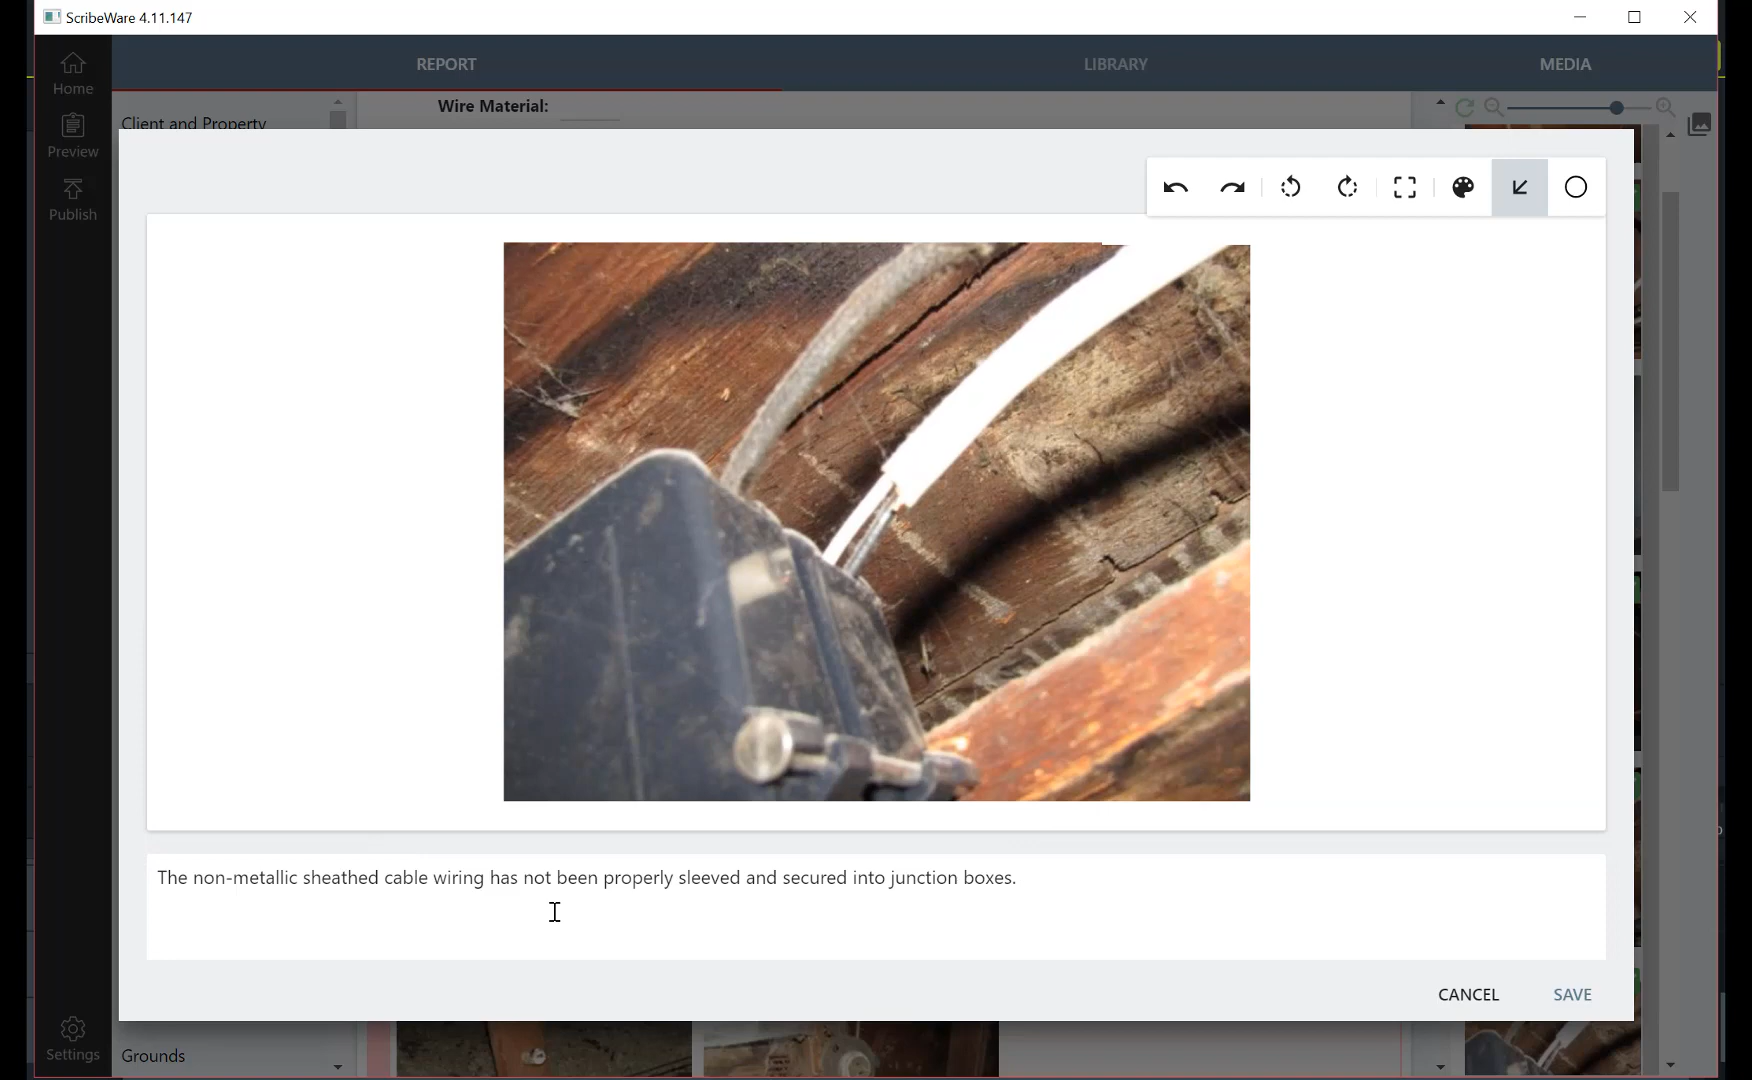 ScribeWare 4.11.147
Home
Preview
Publish
Settings
REPORT
LIBRARY
MEDIA
Client and Property
Wire Material:
The non-metallic sheathed cable wiring has not been properly sleeved and secured into junction boxes.
CANCEL
SAVE
Grounds